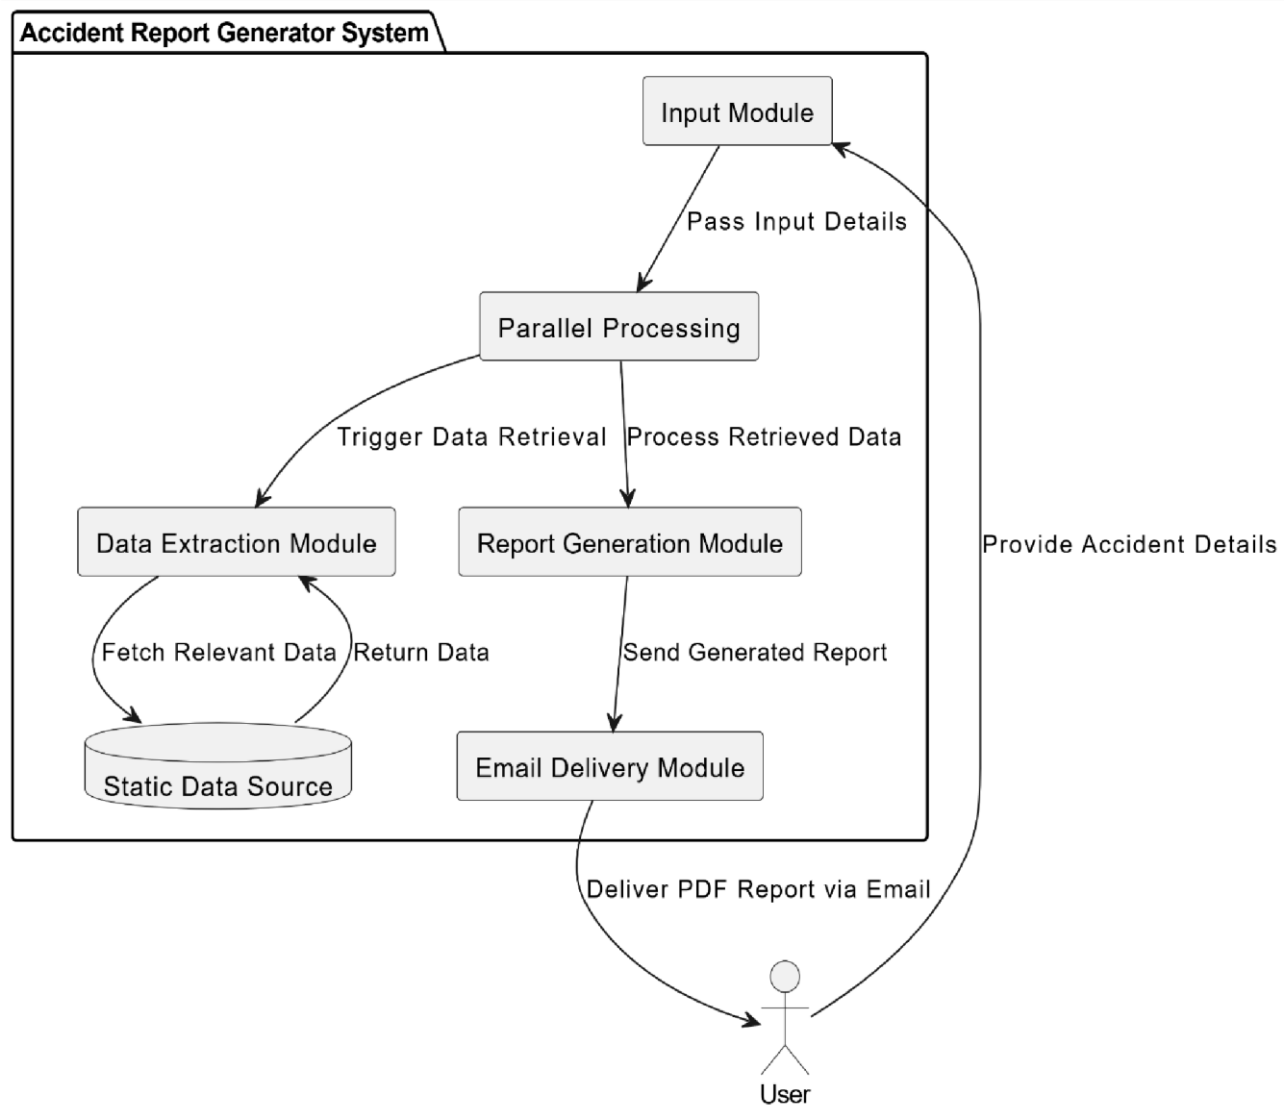 Accident Report Generator System
Input Module
Pass Input Details
Parallel Processing
Trigger Data Retrieval
Process Retrieved Data
Data Extraction Module
Report Generation Module
Provide Accident Details
Fetch Relevant Data
Return Data
Send Generated Report
Static Data Source
Email Delivery Module
Deliver PDF Report via Email
User